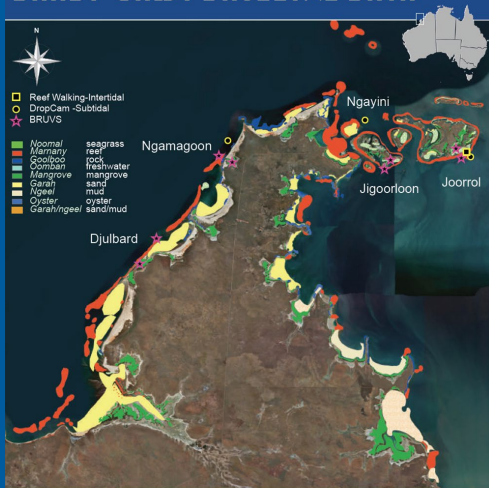 N
Reef Walking-Intertidal
DropCam -Subtidal
BRUVS
Noomal seagrass
Marnany reef
Goolboo rock
Oomban freshwater
Mangrove mangrove
Garah sand
Ngeel mud
Oyster oyster
Garah/ngeel sand/mud
Ngayini
Ngamagoon
Jigoorloon
Joorrol
Djulbard